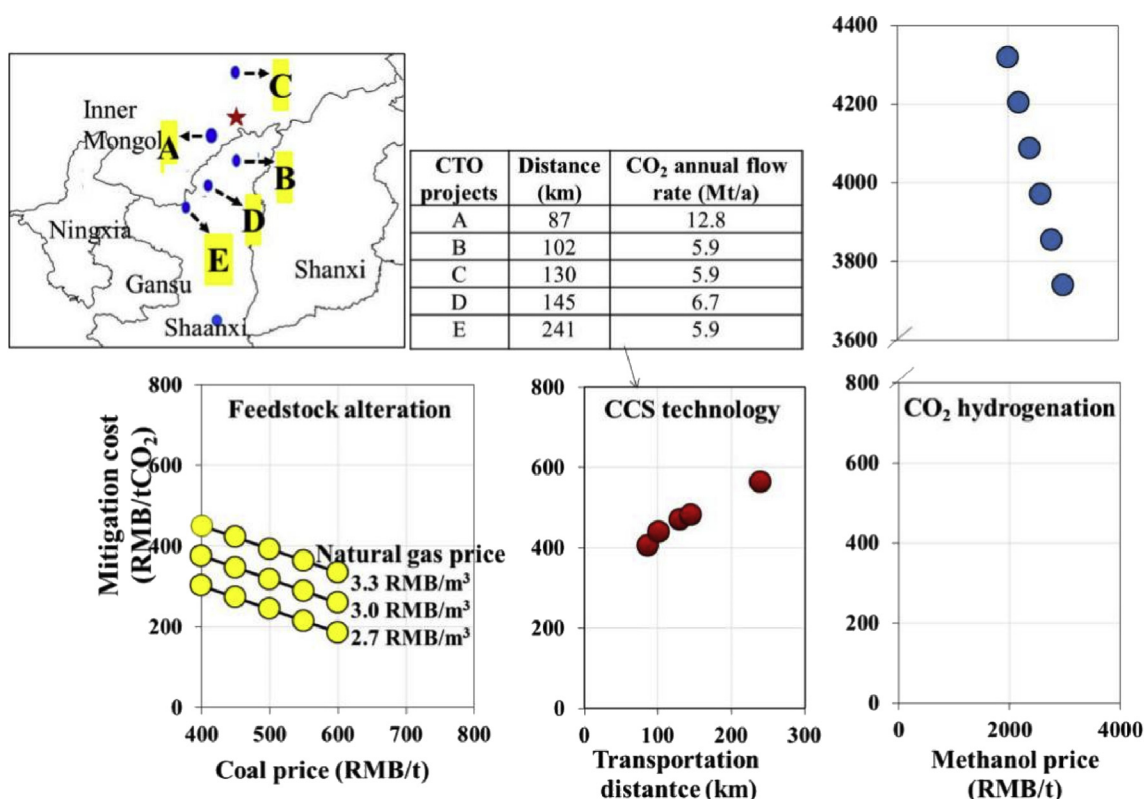 C
Inner
Mongol
A
B
D
Ningxia
E
Gansu
Shanxi
Shaanxi
CTO projects Distance (km) CO₂ annual flow rate (Mt/a)
A 87 12.8
B 102 5.9
C 130 5.9
D 145 6.7
E 241 5.9
4400
4200
4000
3800
3600
0 2000 4000
Mitigation cost
(RMB/tCO₂)
800
600
400
200
0
Feedstock alteration
Natural gas price
3.3 RMB/m³
3.0 RMB/m³
2.7 RMB/m³
400 500 600 700 800
Coal price (RMB/t)
800
600
400
200
0
CCS technology
0 100 200 300
Transportation
distantce (km)
800
600
400
200
0
CO₂ hydrogenation
0 2000 4000
Methanol price
(RMB/t)